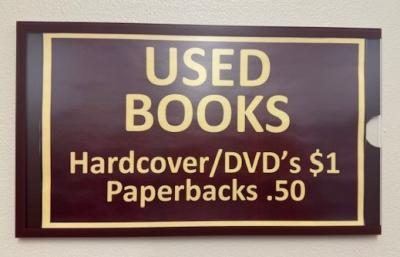 USED
BOOKS
Hardcover/DVD's $1
Paperbacks .50